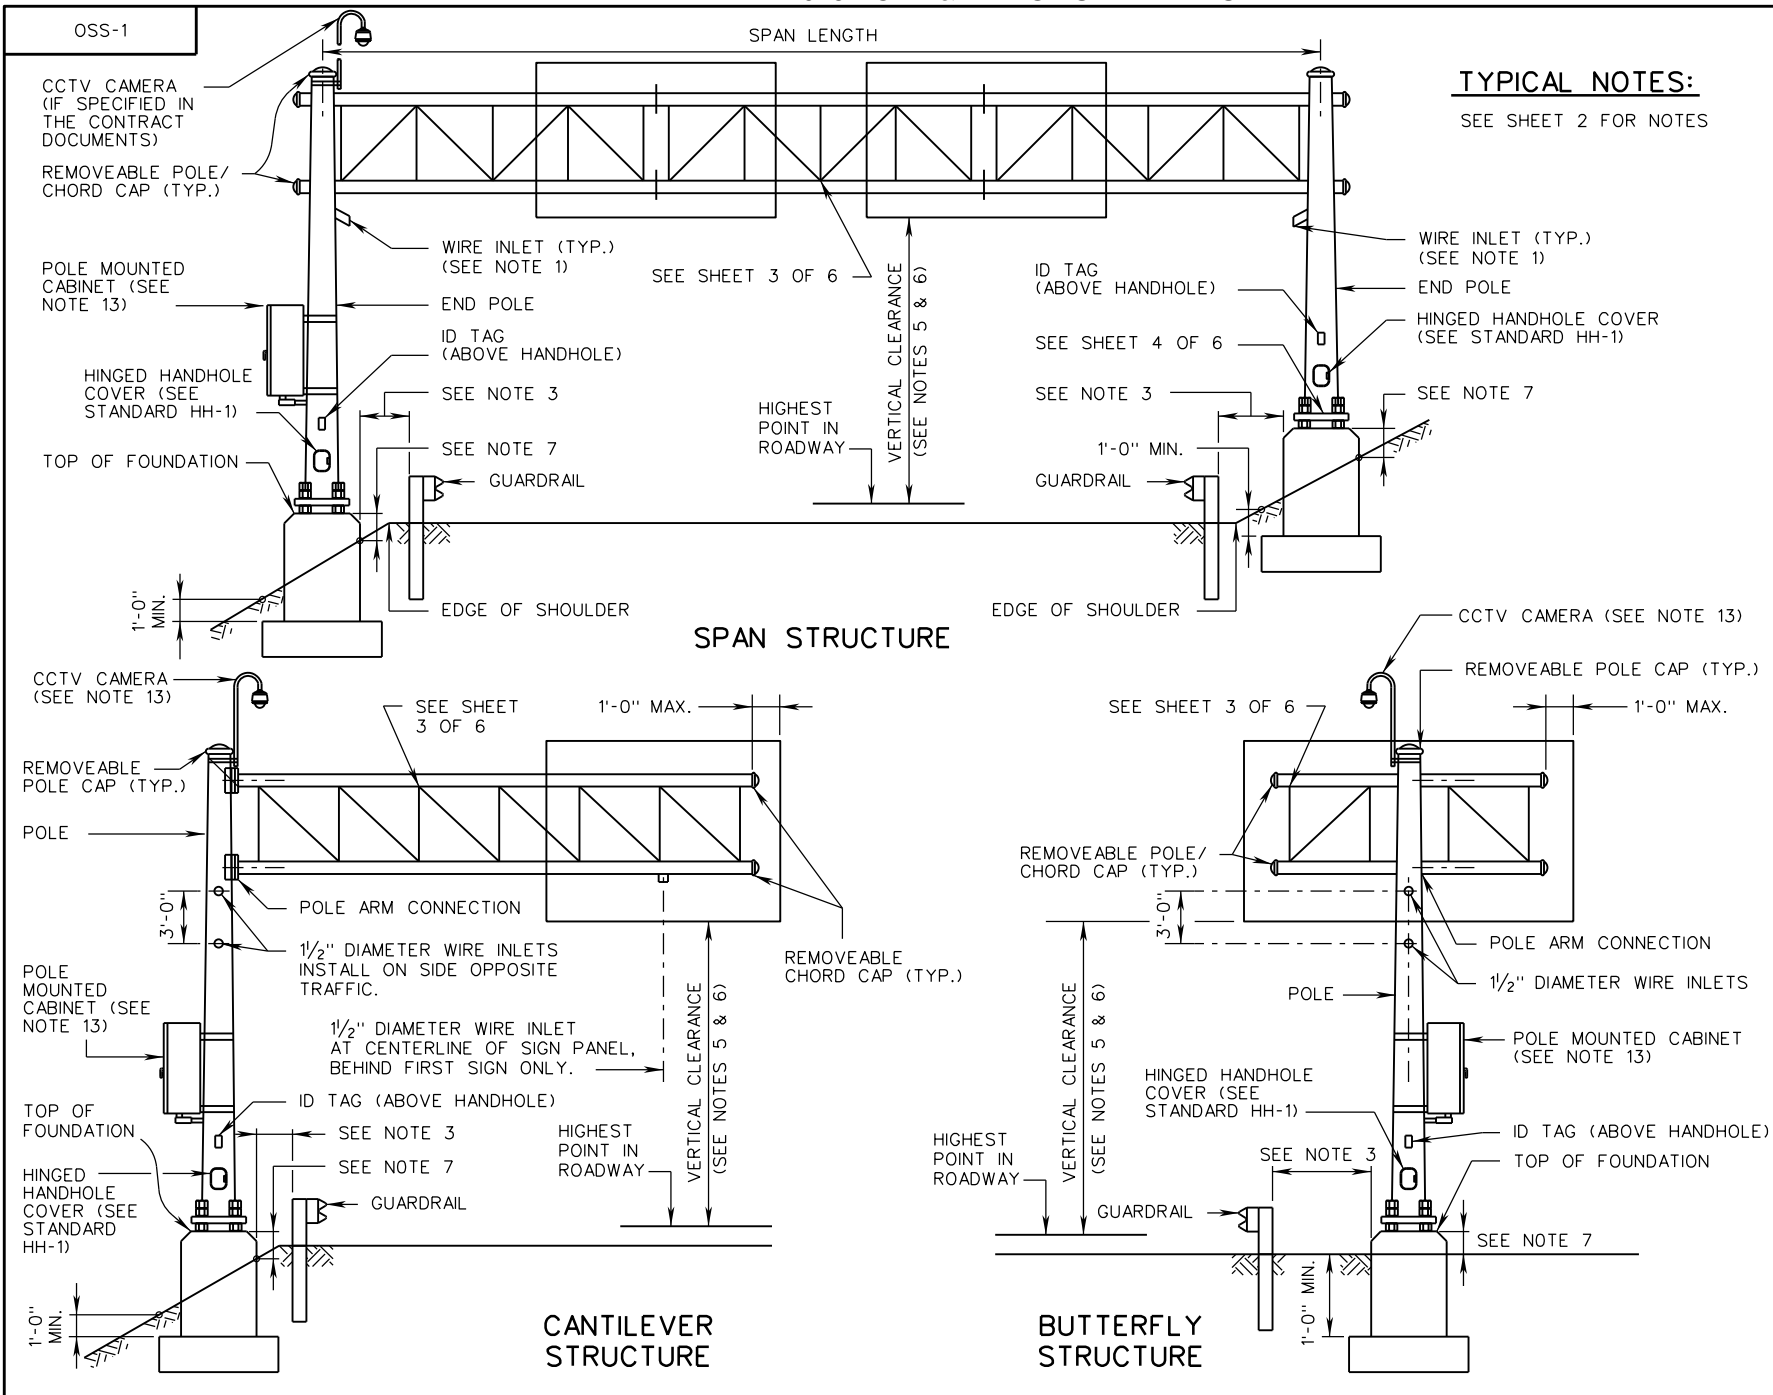 OSS-1
SPAN LENGTH
CCTV CAMERA
(IF SPECIFIED IN
THE CONTRACT
DOCUMENTS)
REMOVEABLE POLE/
CHORD CAP (TYP.)
TYPICAL NOTES:
SEE SHEET 2 FOR NOTES
POLE MOUNTED
CABINET (SEE
NOTE 13)
WIRE INLET (TYP.)
(SEE NOTE 1)
END POLE
ID TAG
(ABOVE HANDHOLE)
HINGED HANDHOLE
COVER (SEE
STANDARD HH-1)
SEE NOTE 3
SEE NOTE 7
TOP OF FOUNDATION
GUARDRAIL
1'-0"
MIN.
EDGE OF SHOULDER
SEE SHEET 3 OF 6
VERTICAL CLEARANCE
(SEE NOTES 5 & 6)
HIGHEST
POINT IN
ROADWAY
ID TAG
(ABOVE HANDHOLE)
SEE SHEET 4 OF 6
SEE NOTE 3
1'-0" MIN.
GUARDRAIL
EDGE OF SHOULDER
WIRE INLET (TYP.)
(SEE NOTE 1)
END POLE
HINGED HANDHOLE COVER
(SEE STANDARD HH-1)
SEE NOTE 7
SPAN STRUCTURE
CCTV CAMERA
(SEE NOTE 13)
SEE SHEET
3 OF 6
1'-0" MAX.
REMOVEABLE
POLE CAP (TYP.)
POLE
3'-0"
POLE ARM CONNECTION
1 1/2" DIAMETER WIRE INLETS
INSTALL ON SIDE OPPOSITE
TRAFFIC.
REMOVEABLE
CHORD CAP (TYP.)
POLE
MOUNTED
CABINET (SEE
NOTE 13)
1 1/2" DIAMETER WIRE INLET
AT CENTERLINE OF SIGN PANEL,
BEHIND FIRST SIGN ONLY.
VERTICAL CLEARANCE
(SEE NOTES 5 & 6)
TOP OF
FOUNDATION
ID TAG (ABOVE HANDHOLE)
SEE NOTE 3
SEE NOTE 7
HIGHEST
POINT IN
ROADWAY
HINGED
HANDHOLE
COVER (SEE
STANDARD
HH-1)
GUARDRAIL
1'-0"
MIN.
CANTILEVER
STRUCTURE
CCTV CAMERA (SEE NOTE 13)
REMOVEABLE POLE CAP (TYP.)
SEE SHEET 3 OF 6
1'-0" MAX.
REMOVEABLE POLE/
CHORD CAP (TYP.)
3'-0"
POLE ARM CONNECTION
1 1/2" DIAMETER WIRE INLETS
POLE
VERTICAL CLEARANCE
(SEE NOTES 5 & 6)
POLE MOUNTED CABINET
(SEE NOTE 13)
HINGED HANDHOLE
COVER (SEE
STANDARD HH-1)
HIGHEST
POINT IN
ROADWAY
ID TAG (ABOVE HANDHOLE)
SEE NOTE 3
TOP OF FOUNDATION
GUARDRAIL
SEE NOTE 7
1'-0" MIN.
BUTTERFLY
STRUCTURE